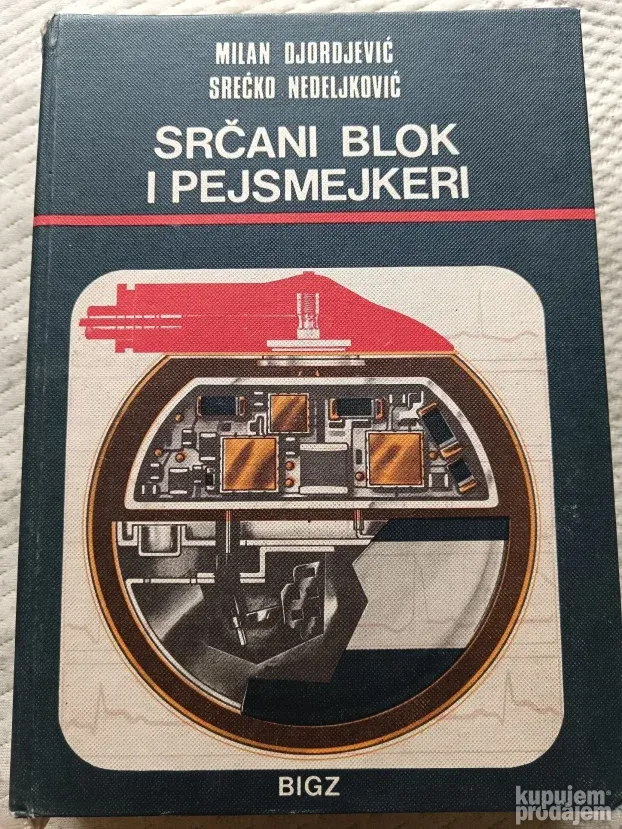 MILAN DJORDJEVIĆ
SREĆKO NEDELJKOVIĆ
SRČANI BLOK
I PEJSMEJKERI
BIGZ
kupujem
prodajem